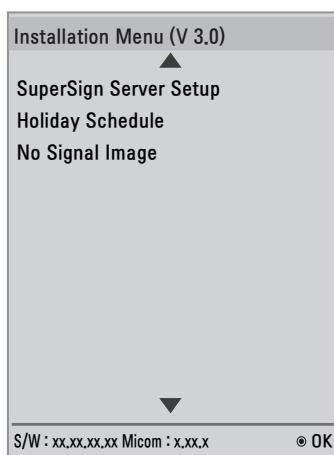 Installation Menu (V 3.0)
SuperSign Server Setup
Holiday Schedule
No Signal Image
S/W : xx.xx.xx.xx Micom : x.xx.x ◉ OK